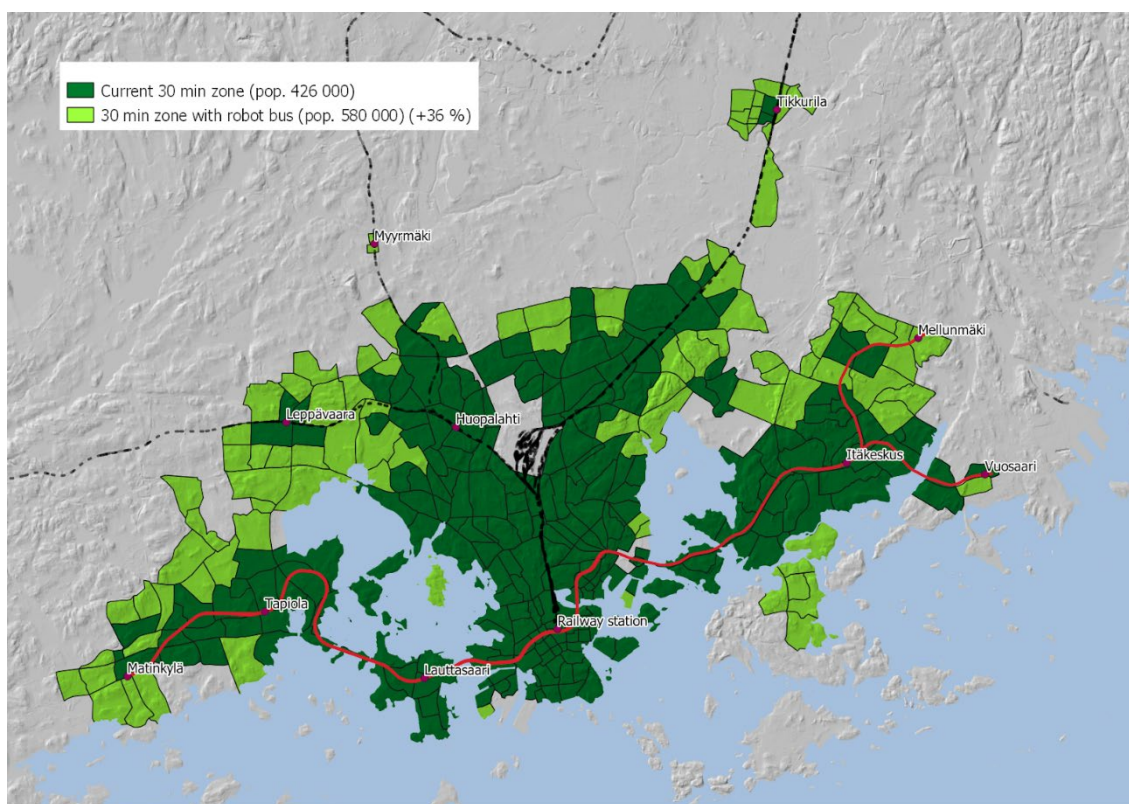 Current 30 min zone (pop. 426 000)
30 min zone with robot bus (pop. 580 000) (+36 %)
Tikkurila
Myyrmäki
Mellunmäki
Leppävaara
Huopalahti
Itäkeskus
Vuosaari
Tapiola
Railway station
Matinkylä
Lauttasaari